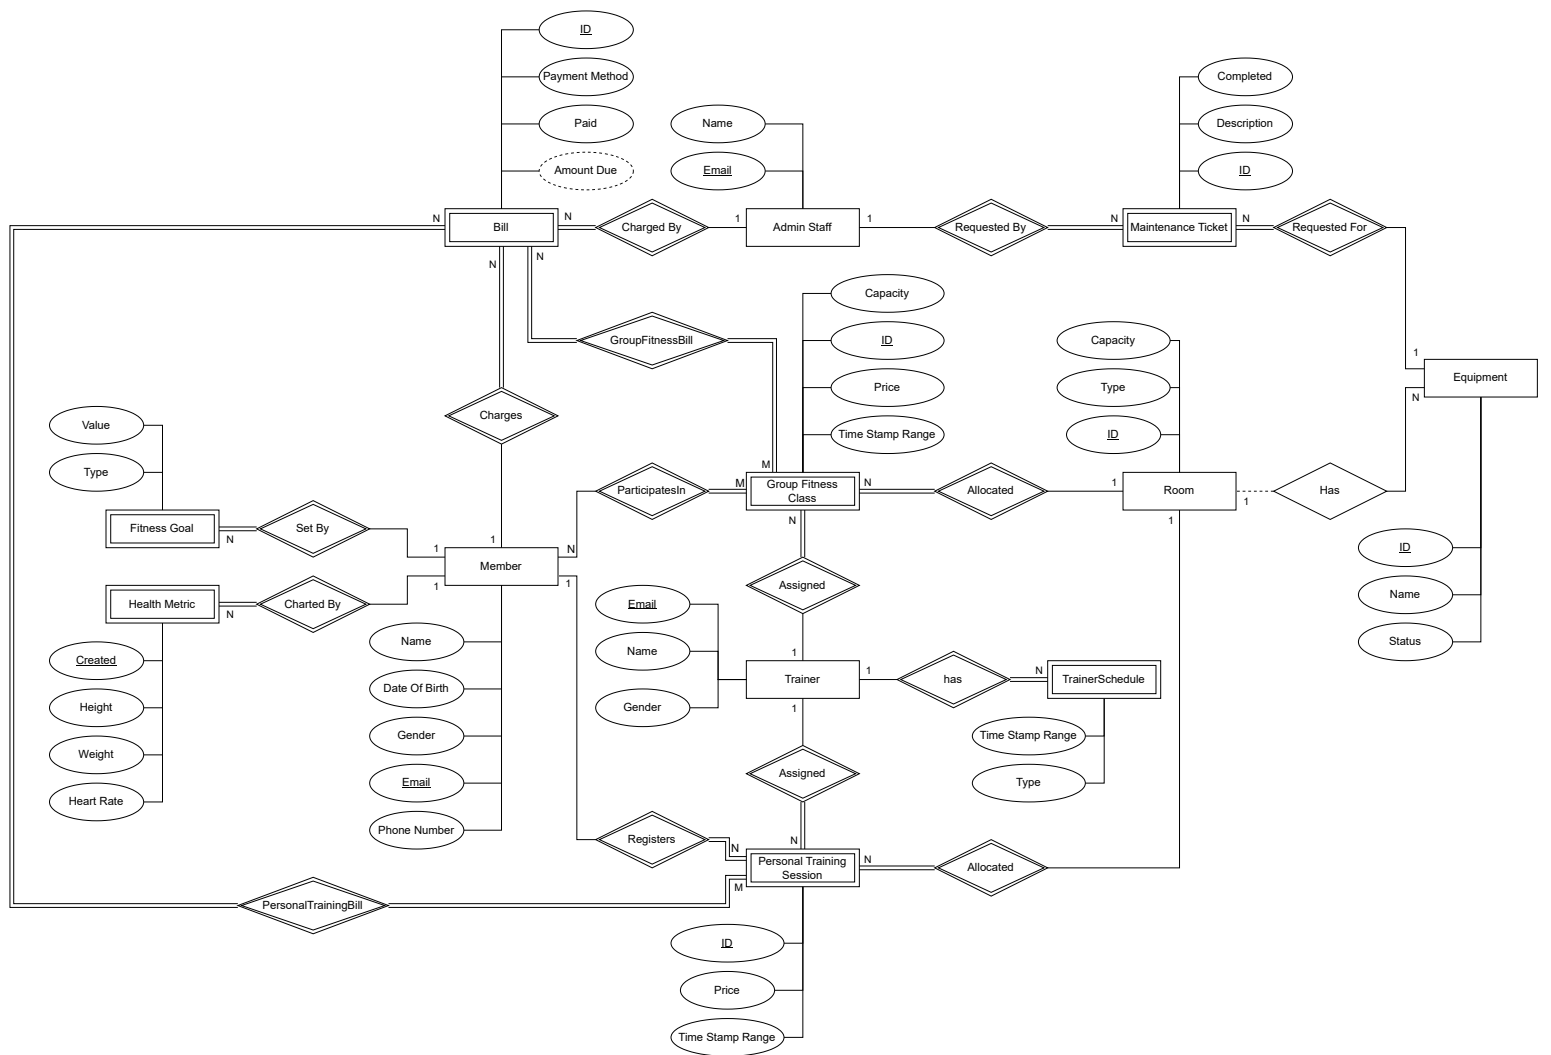 ID
Payment Method
Completed
Paid
Name
Description
Amount Due
Email
ID
N
N
1
1
N
N
Bill
Charged By
Admin Staff
Requested By
Maintenance Ticket
Requested For
N
N
Capacity
GroupFitnessBill
ID
Capacity
1
Equipment
Price
Type
N
Charges
Value
Time Stamp Range
ID
Type
M
ParticipatesIn
M
Group Fitness
Class
N
Allocated
1
Room
1
Has
N
1
Fitness Goal
Set By
N
1
1
N
Member
ID
1
1
Assigned
Health Metric
Charted By
N
Email
Name
Name
Created
Name
Status
1
1
N
Date Of Birth
Trainer
has
TrainerSchedule
Height
Gender
1
Gender
Time Stamp Range
Weight
Assigned
Email
Type
Heart Rate
Phone Number
Registers
N
N
N
Personal Training
Session
Allocated
M
PersonalTrainingBill
ID
Price
Time Stamp Range